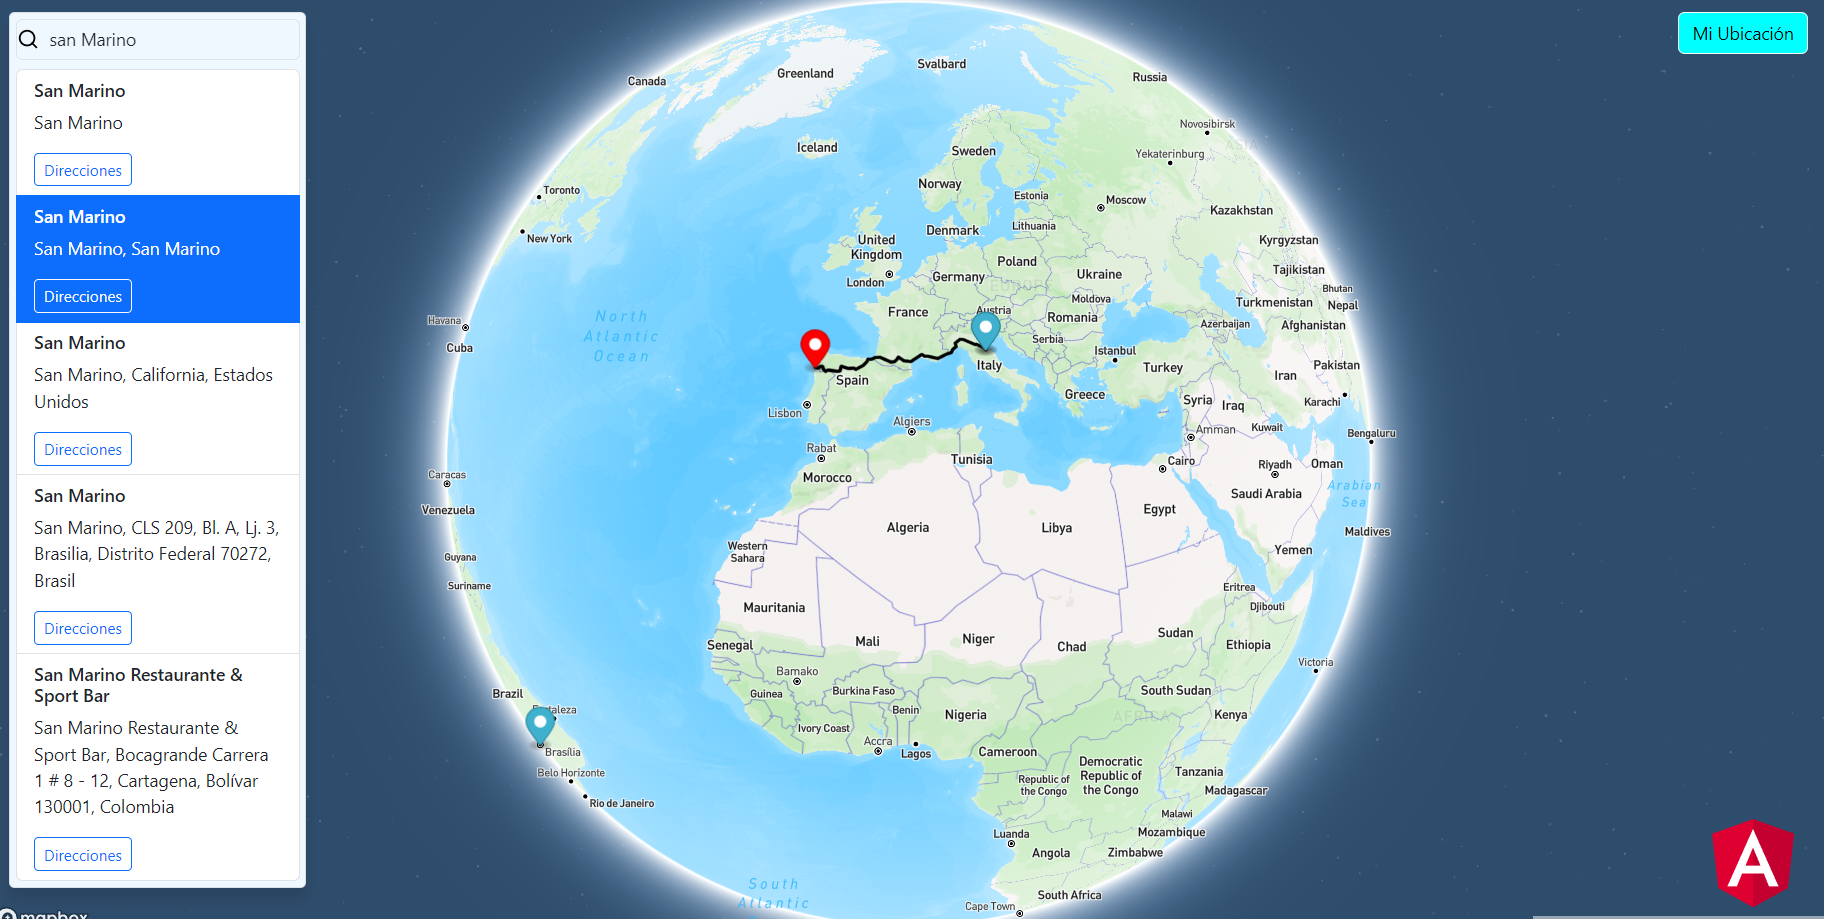 san Marino
San Marino
San Marino
Direcciones
San Marino
San Marino, San Marino
Direcciones
San Marino
San Marino, California, Estados
Unidos
Direcciones
San Marino
San Marino, CLS 209, Bl. A, Lj. 3,
Brasilia, Distrito Federal 70272,
Brasil
Direcciones
San Marino Restaurante &
Sport Bar
San Marino Restaurante &
Sport Bar, Bocagrande Carrera
1 # 8 - 12, Cartagena, Bolívar
130001, Colombia
Direcciones
mapbox
Mi Ubicación
Svalbard
Greenland
Russia
Canada
Novosibirsk
ASIA
Iceland
Sweden
Yekaterinburg
Norway
Toronto
Estonia
Moscow
Kazakhstan
New York
Denmark
Lithuania
United
Kingdom
Kyrgyzstan
Poland
Tajikistan
London
Germany
Ukraine
EUROPE
Bhutan
Moldova
Turkmenistan
Nepal
North
Atlantic
Ocean
France
Austria
Romania
Havana
Azerbaijan
Afghanistan
Serbia
Cuba
Istanbul
Italy
Turkey
Pakistan
Spain
Iran
Greece
Syria
Iraq
Karachi
Lisbon
Algiers
Amman
Kuwait
Bengaluru
Rabat
Tunisia
Cairo
Riyadh
Oman
Caracas
Morocco
Arabian
Sea
Saudi Arabia
Venezuela
Egypt
Algeria
Libya
Maldives
Western
Sahara
Yemen
Guyana
Suriname
Eritrea
Mauritania
Djibouti
Senegal
Mali
Niger
Chad
Sudan
Ethiopia
Victoria
Bamako
Brazil
Guinea
Burkina Faso
South Sudan
Benin
Nigeria
AFRICA
Kenya
Ivory Coast
Accra
Lagos
Cameroon
Brasília
Democratic
Republic of
the Congo
Belo Horizonte
Republic of
the Congo
Tanzania
Madagascar
Rio de Janeiro
Malawi
Luanda
Mozambique
Angola
Zimbabwe
South
Atlantic
South Africa
Cape Town
A